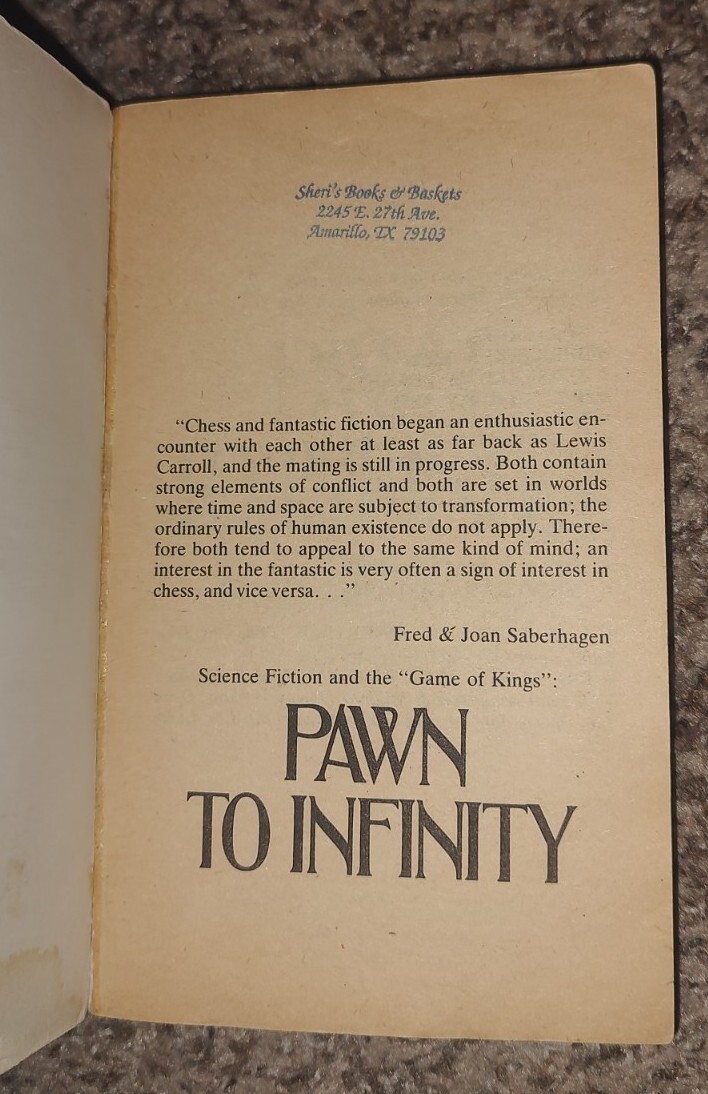 Sheri's Books & Baskets
2245 E. 27th Ave.
Amarillo, TX 79103
"Chess and fantastic fiction began an enthusiastic en-
counter with each other at least as far back as Lewis
Carroll, and the mating is still in progress. Both contain
strong elements of conflict and both are set in worlds
where time and space are subject to transformation; the
ordinary rules of human existence do not apply. There-
fore both tend to appeal to the same kind of mind; an
interest in the fantastic is very often a sign of interest in
chess, and vice versa. . ."
Fred & Joan Saberhagen
Science Fiction and the "Game of Kings":
PAWN
TO INFINITY